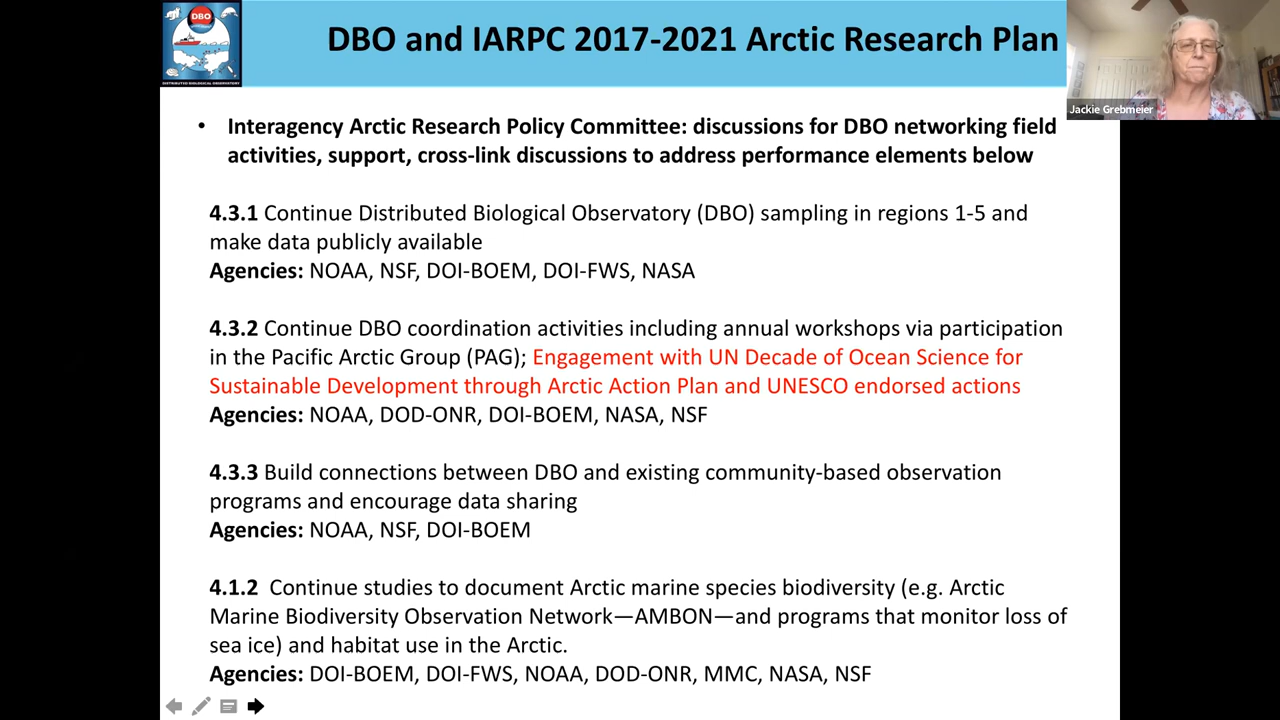 DBO
DISTRIBUTED BIOLOGICAL OBSERVATORY
DBO and IARPC 2017-2021 Arctic Research Plan
Jackie Grebmeier
• Interagency Arctic Research Policy Committee: discussions for DBO networking field
activities, support, cross-link discussions to address performance elements below
4.3.1 Continue Distributed Biological Observatory (DBO) sampling in regions 1-5 and
make data publicly available
Agencies: NOAA, NSF, DOI-BOEM, DOI-FWS, NASA
4.3.2 Continue DBO coordination activities including annual workshops via participation
in the Pacific Arctic Group (PAG); Engagement with UN Decade of Ocean Science for
Sustainable Development through Arctic Action Plan and UNESCO endorsed actions
Agencies: NOAA, DOD-ONR, DOI-BOEM, NASA, NSF
4.3.3 Build connections between DBO and existing community-based observation
programs and encourage data sharing
Agencies: NOAA, NSF, DOI-BOEM
4.1.2 Continue studies to document Arctic marine species biodiversity (e.g. Arctic
Marine Biodiversity Observation Network—AMBON—and programs that monitor loss of
sea ice) and habitat use in the Arctic.
Agencies: DOI-BOEM, DOI-FWS, NOAA, DOD-ONR, MMC, NASA, NSF